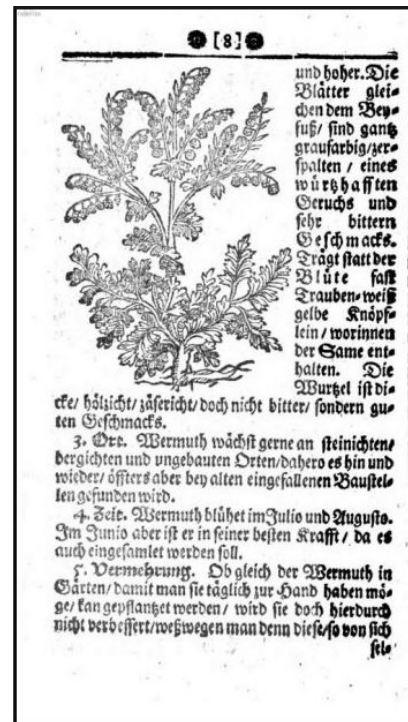 [8]
und hoher. Die
Blätter glei-
chen dem Bey-
fuß/ sind gantz
graufarbig/zer-
spalten / eines
würtzhafften
Geruchs und
sehr bittern
Geschmacks.
Trägt statt der
Blüte fast
Trauben-weiß
gelbe Knöpf-
lein / worinnen
der Same ent-
halten. Die
Wurtzel ist di-
cke/ höltzicht/ zäsericht/ doch nicht bitter/ sondern gu-
ten Geschmacks.
3. Ort. Wermuth wächst gerne an steinichten/
bergichten und ungebauten Orten/dahero es hin und
wieder/ öffters aber bey alten eingefallenen Baustel-
len gefunden wird.
4. Zeit. Wermuth blühet im Julio und Augusto.
Im Junio aber ist er in seiner besten Krafft / da es
auch eingesamlet werden soll.
5. Vermehrung. Ob gleich der Wermuth in
Gärten/ damit man sie täglich zur Hand haben mö-
ge/ kan gepflantzet werden/ wird sie doch hierdurch
nicht verbessert/weßwegen man denn diese/so von sich
sel-